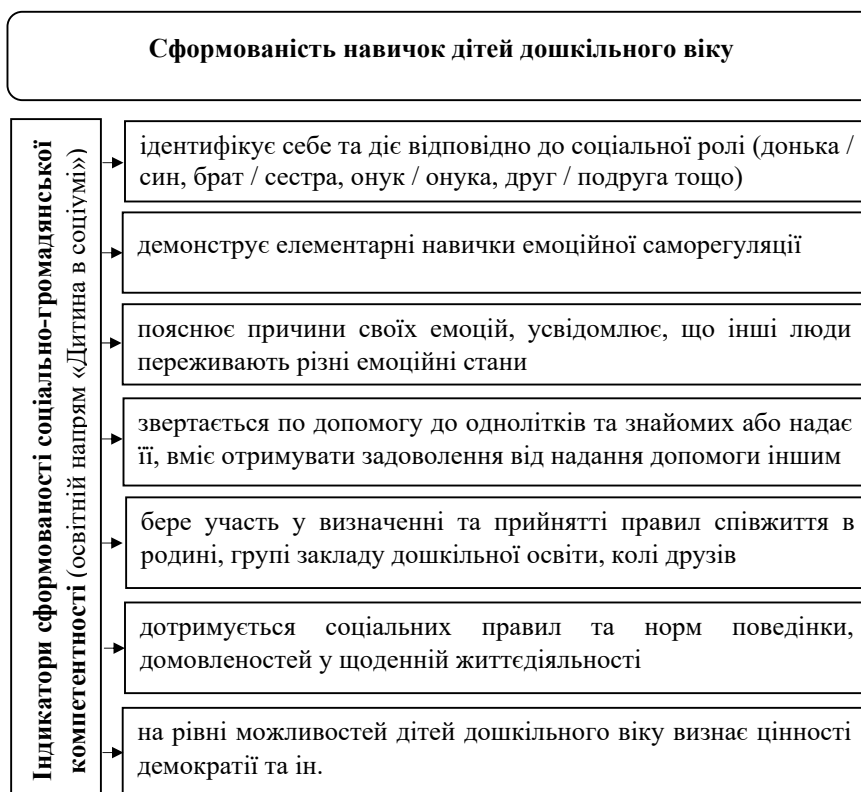 Сформованість навичок дітей дошкільного віку
Індикатори сформованості соціально-громадянської
компетентності (освітній напрям «Дитина в соціумі»)
ідентифікує себе та діє відповідно до соціальної ролі (донька /
син, брат / сестра, онук / онука, друг / подруга тощо)
демонструє елементарні навички емоційної саморегуляції
пояснює причини своїх емоцій, усвідомлює, що інші люди
переживають різні емоційні стани
звертається по допомогу до однолітків та знайомих або надає
її, вміє отримувати задоволення від надання допомоги іншим
бере участь у визначенні та прийнятті правил співжиття в
родині, групі закладу дошкільної освіти, колі друзів
дотримується соціальних правил та норм поведінки,
домовленостей у щоденній життєдіяльності
на рівні можливостей дітей дошкільного віку визнає цінності
демократії та ін.